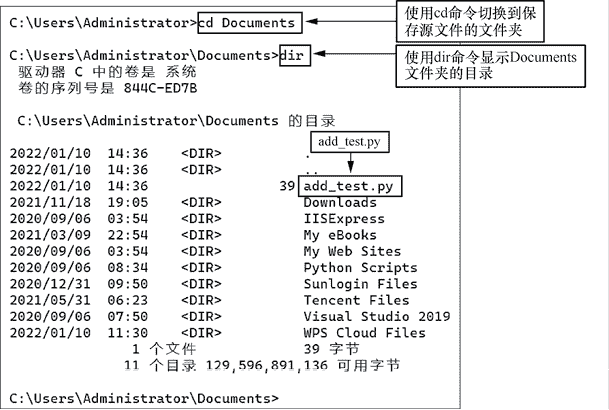 C:\Users\Administrator>cd Documents
使用cd命令切换到保
存源文件的文件夹
C:\Users\Administrator\Documents>dir
使用dir命令显示Documents
文件夹的目录
驱动器 C 中的卷是 系统
卷的序列号是 844C-ED7B
C:\Users\Administrator\Documents 的目录
add_test.py
2022/01/10 14:36 <DIR> .
2022/01/10 14:36 <DIR> ..
2022/01/10 14:36 39 add_test.py
2021/11/18 19:05 <DIR> Downloads
2020/09/06 03:54 <DIR> IISExpress
2021/03/09 22:54 <DIR> My eBooks
2020/09/06 03:54 <DIR> My Web Sites
2020/09/06 08:34 <DIR> Python Scripts
2020/12/31 09:50 <DIR> Sunlogin Files
2021/05/31 06:23 <DIR> Tencent Files
2020/09/06 07:50 <DIR> Visual Studio 2019
2022/01/10 11:30 <DIR> WPS Cloud Files
1 个文件 39 字节
11 个目录 129,596,891,136 可用字节
C:\Users\Administrator\Documents>